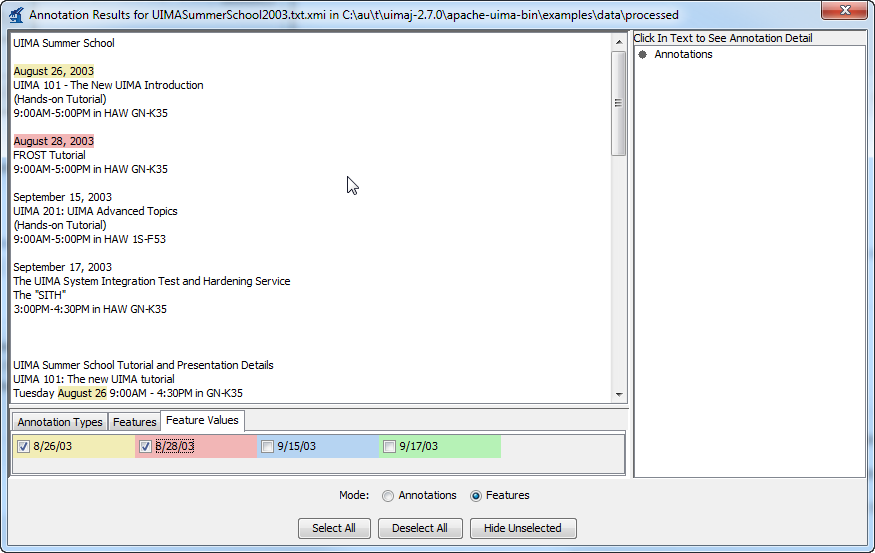 Annotation Results for UIMASummerSchool2003.txt.xmi in C:\au\t\uimaj-2.7.0\apache-uima-bin\examples\data\processed
UIMA Summer School
August 26, 2003
UIMA 101 - The New UIMA Introduction
(Hands-on Tutorial)
9:00AM-5:00PM in HAW GN-K35
August 28, 2003
FROST Tutorial
9:00AM-5:00PM in HAW GN-K35
September 15, 2003
UIMA 201: UIMA Advanced Topics
(Hands-on Tutorial)
9:00AM-5:00PM in HAW 1S-F53
September 17, 2003
The UIMA System Integration Test and Hardening Service
The "SITH"
3:00PM-4:30PM in HAW GN-K35
UIMA Summer School Tutorial and Presentation Details
UIMA 101: The new UIMA tutorial
Tuesday August 26 9:00AM - 4:30PM in GN-K35
Click In Text to See Annotation Detail
Annotations
Annotation Types Features Feature Values
8/26/03 8/28/03 9/15/03 9/17/03
Mode: Annotations Features
Select All Deselect All Hide Unselected